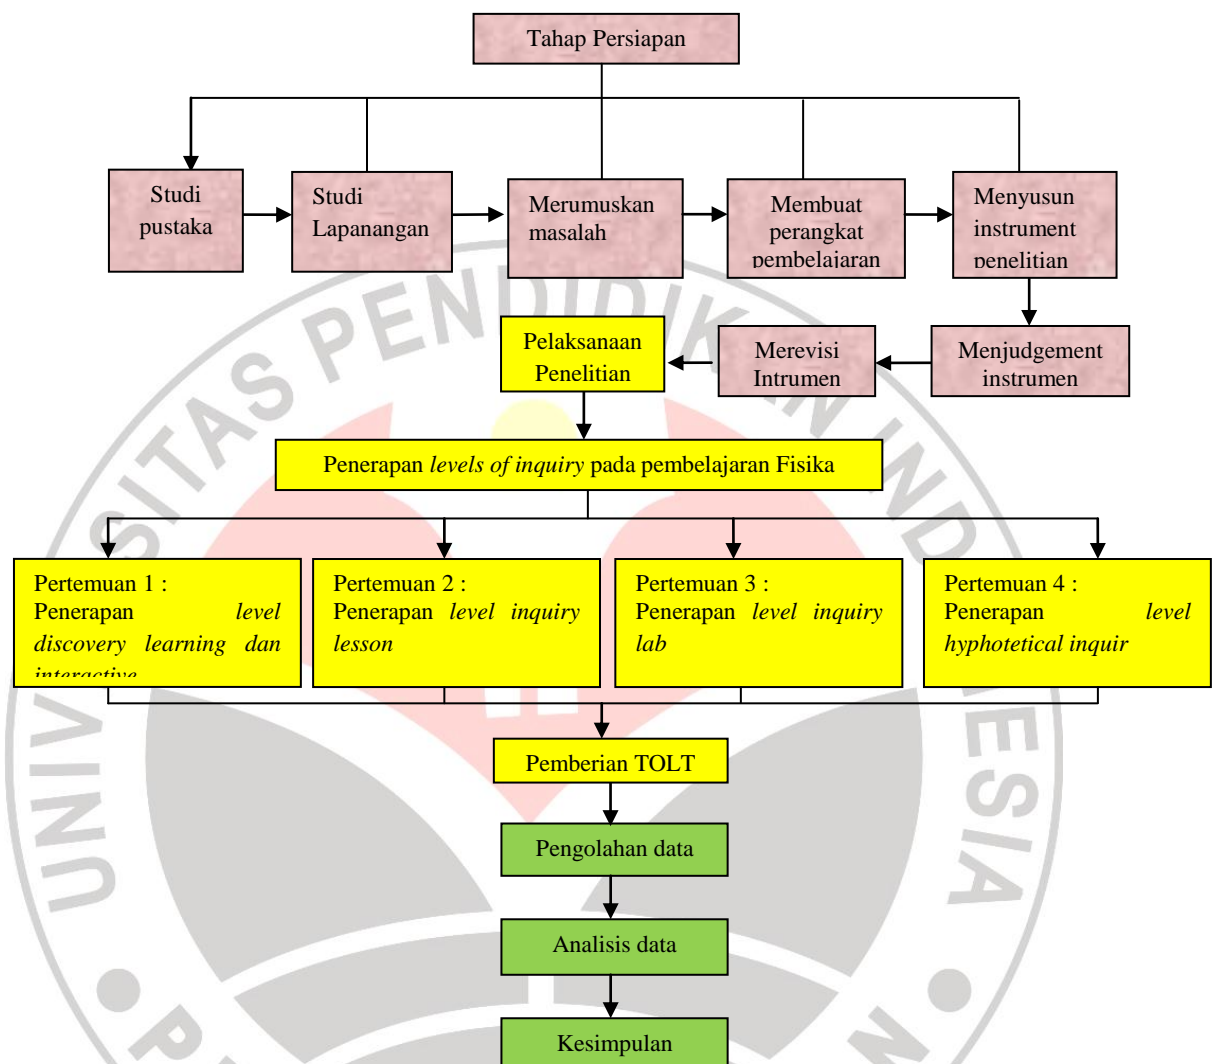 Tahap Persiapan
Studi
pustaka
Studi
Lapanangan
Merumuskan
masalah
Membuat
perangkat
pembelajaran
Menyusun
instrument
penelitian
Menjudgement
instrumen
Merevisi
Intrumen
Pelaksanaan
Penelitian
Penerapan levels of inquiry pada pembelajaran Fisika
Pertemuan 1 :
Penerapan level
discovery learning dan
interactive
Pertemuan 2 :
Penerapan level inquiry
lesson
Pertemuan 3 :
Penerapan level inquiry
lab
Pertemuan 4 :
Penerapan level
hyphotetical inquir
Pemberian TOLT
Pengolahan data
Analisis data
Kesimpulan